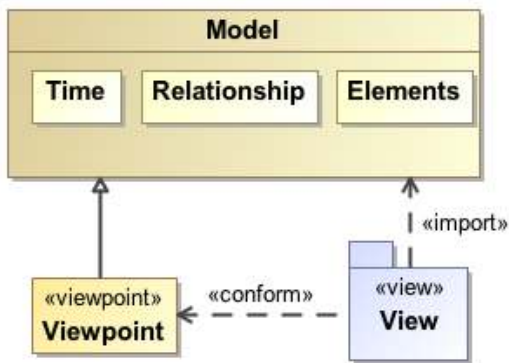 Model
Time
Relationship
Elements
«import»
«viewpoint»
Viewpoint
«conform»
«view»
View